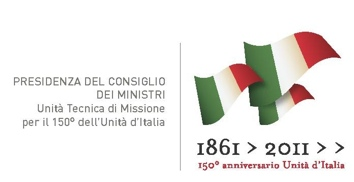 PRESIDENZA DEL CONSIGLIO
DEI MINISTRI
Unità Tecnica di Missione
per il 150° dell'Unità d'Italia
1861 > 2011 > >
150° anniversario Unità d'Italia